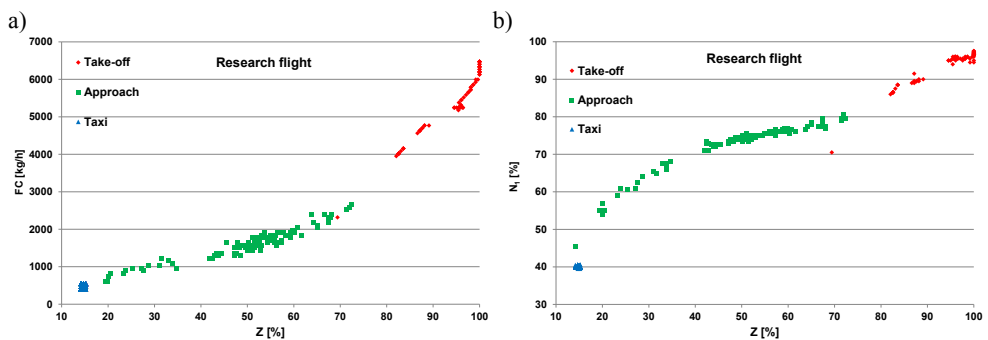 a)
7000
6000
5000
4000
3000
2000
1000
0
FC [kg/h]
Research flight
Take-off
Approach
Taxi
10 20 30 40 50 60 70 80 90 100
Z [%]
b)
100
90
80
70
60
50
40
30
N₁ [%]
Research flight
Take-off
Approach
Taxi
10 20 30 40 50 60 70 80 90 100
Z [%]